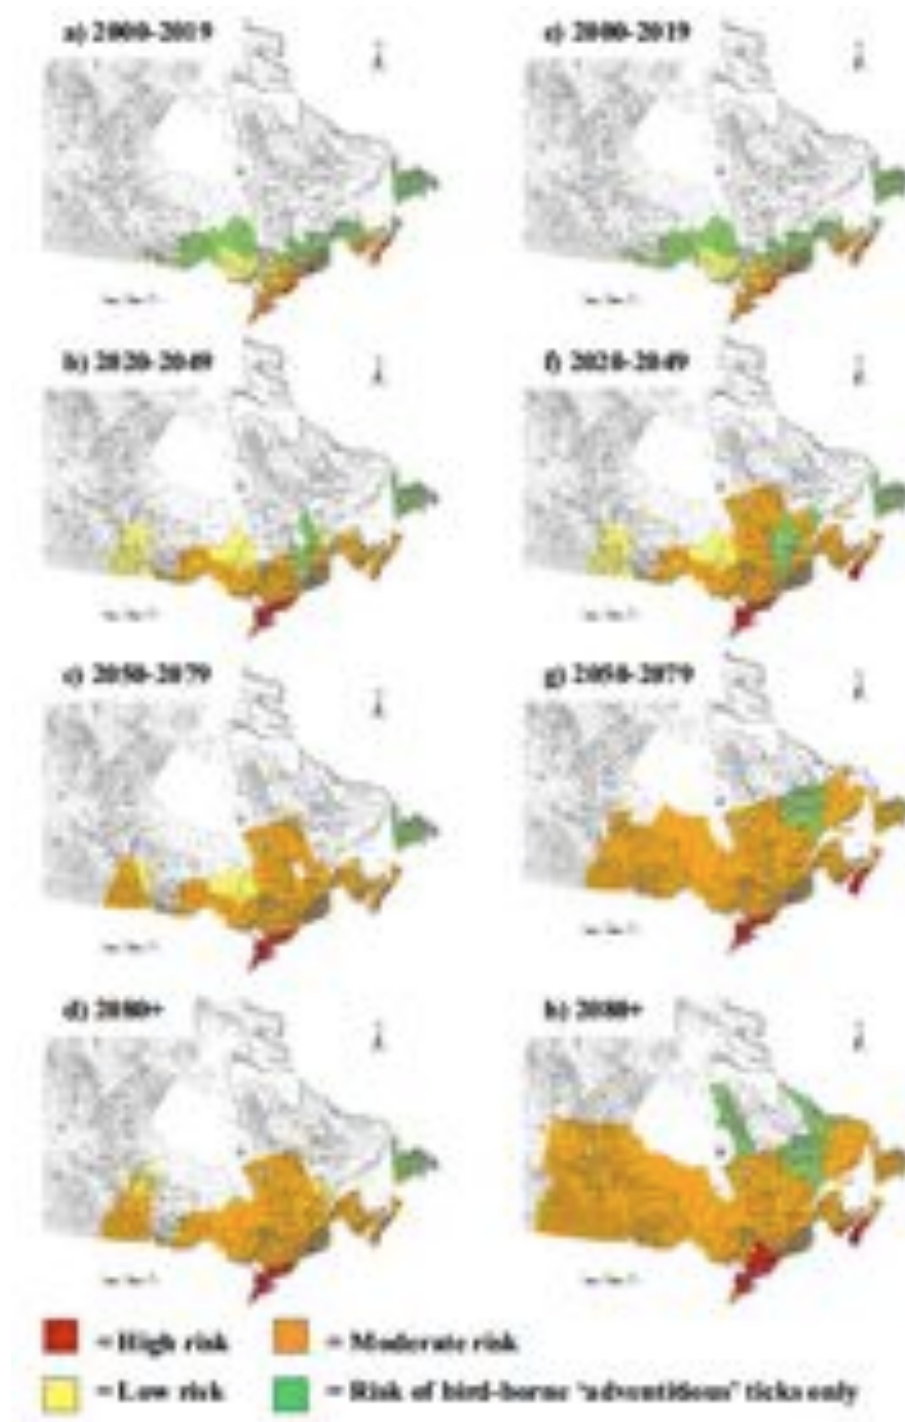 a) 2000-2019
e) 2000-2019
b) 2020-2049
f) 2020-2049
c) 2050-2079
g) 2050-2079
d) 2080+
h) 2080+
= High risk
= Moderate risk
= Low risk
= Risk of bird-borne 'adventitious' ticks only